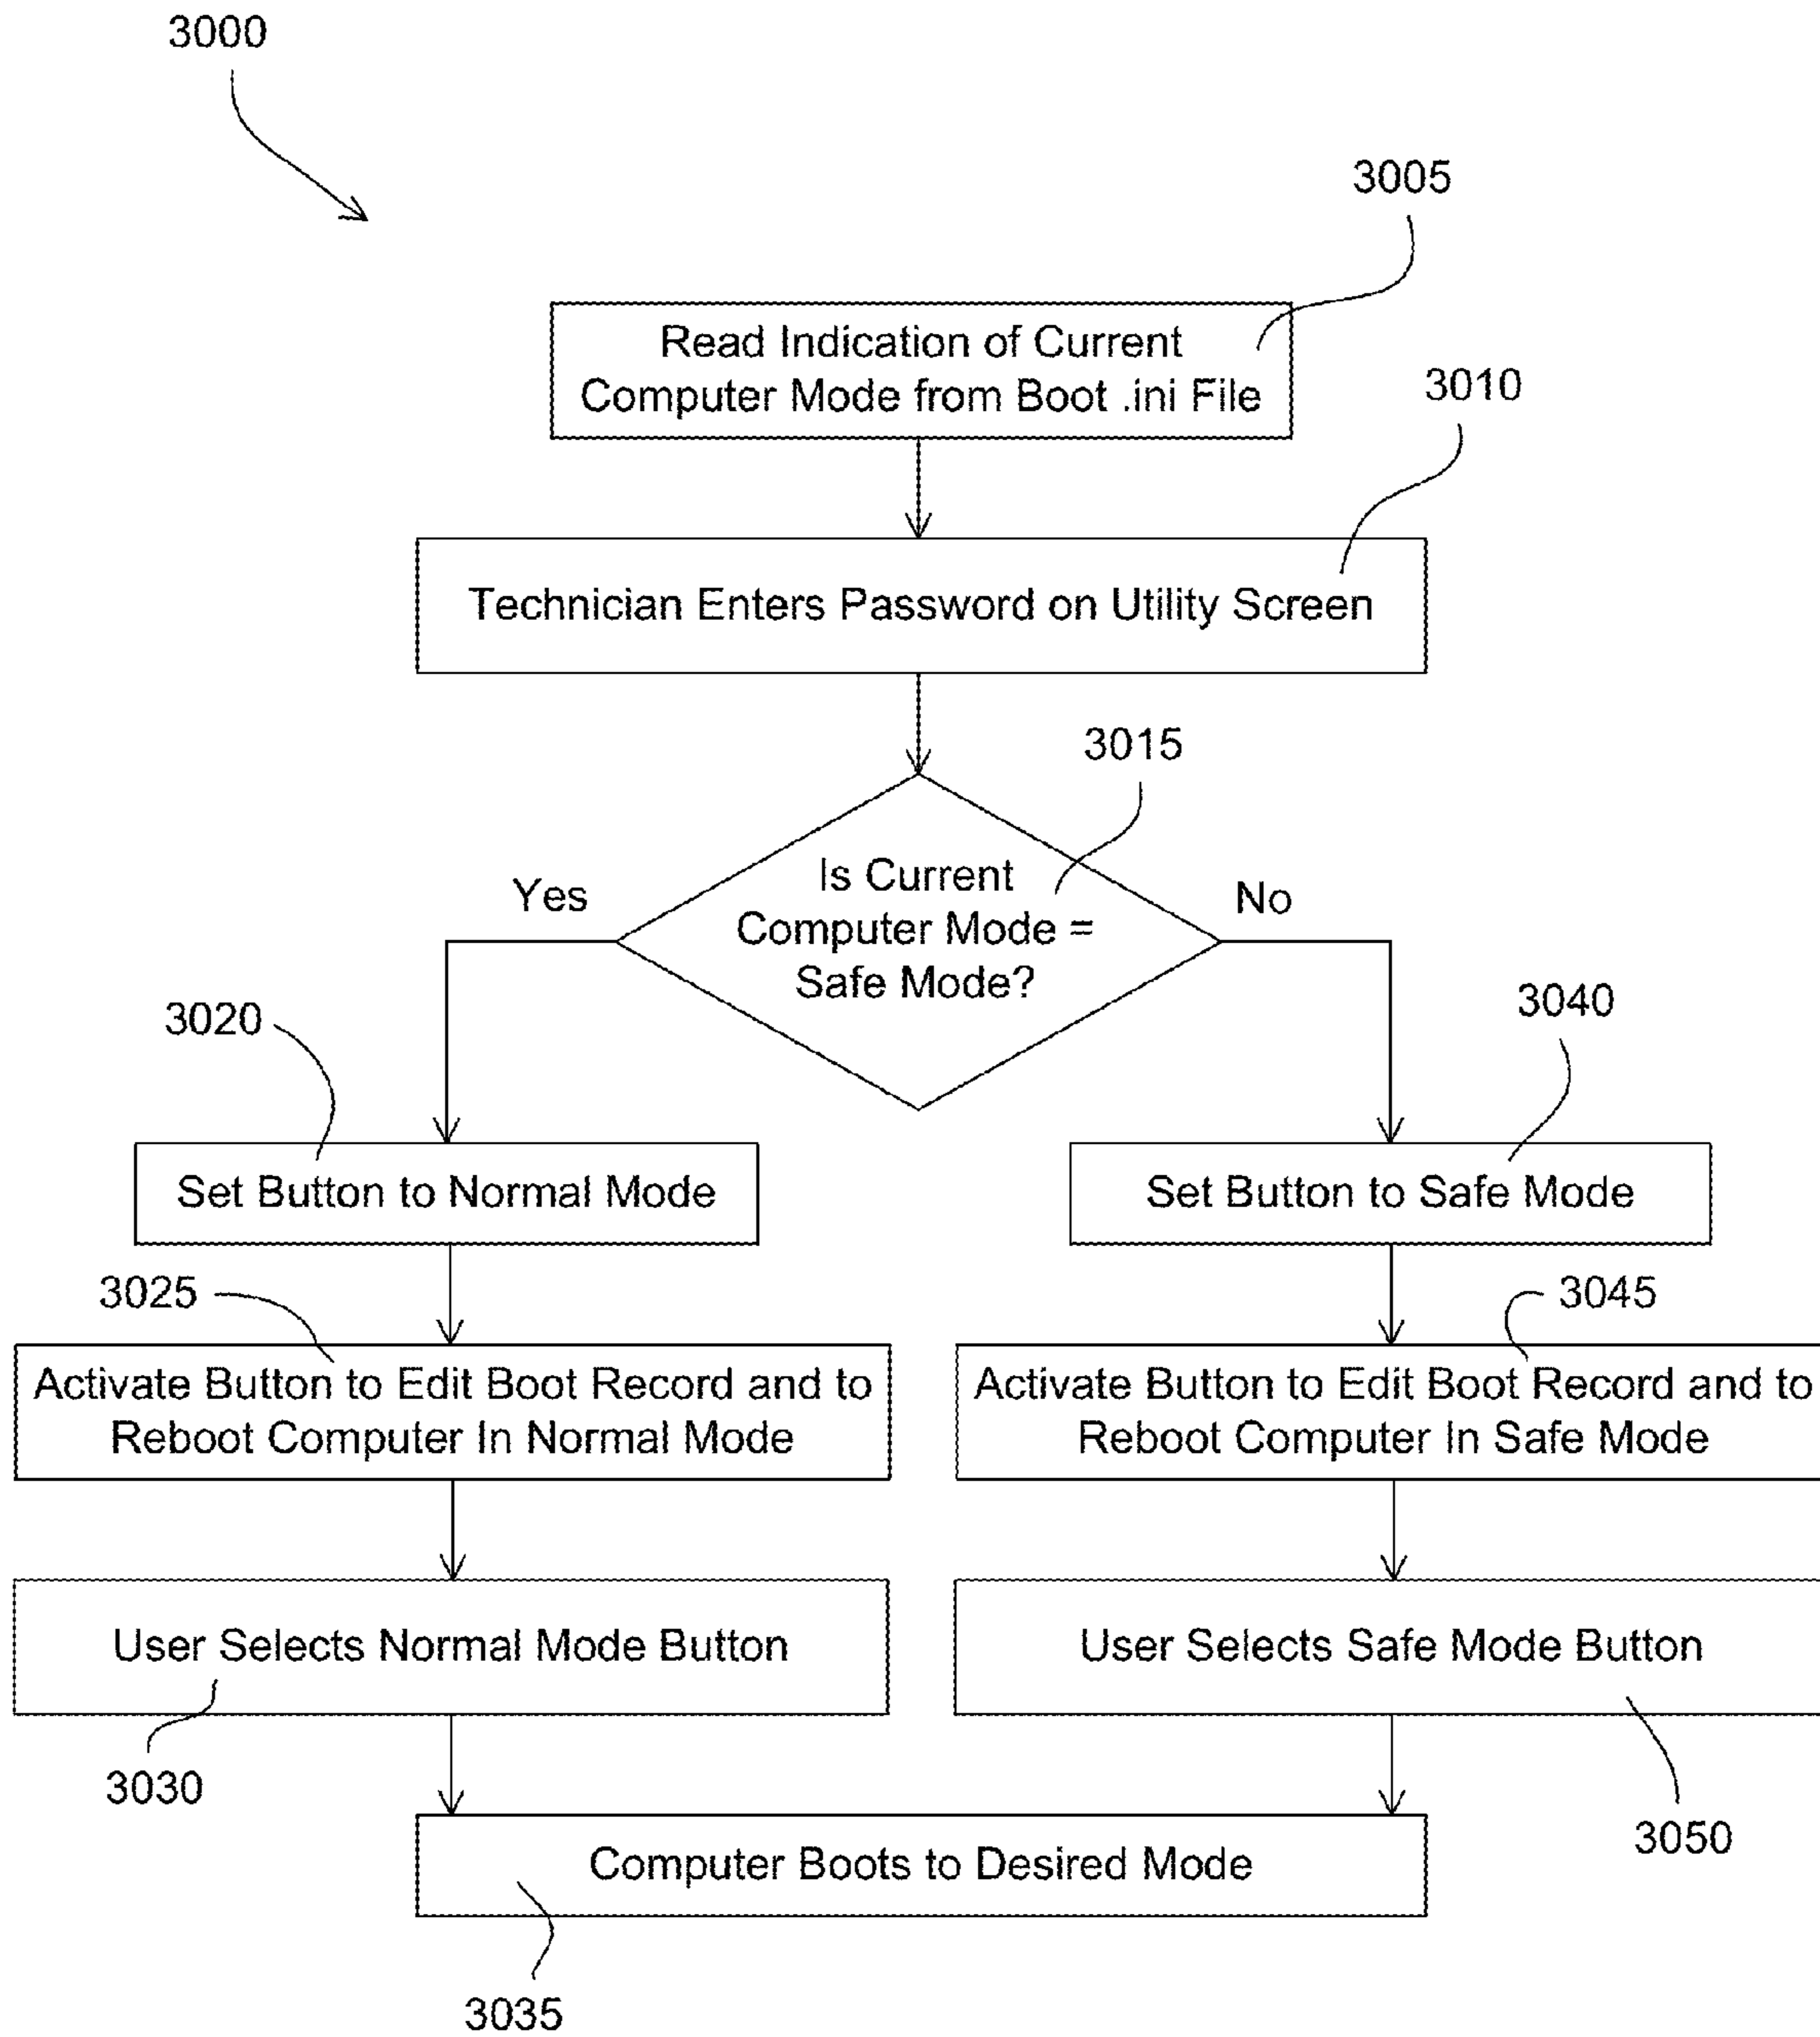 3000
3005
Read Indication of Current
Computer Mode from Boot .ini File
3010
Technician Enters Password on Utility Screen
3015
Is Current
Computer Mode =
Safe Mode?
Yes
No
3020
3040
Set Button to Normal Mode
Set Button to Safe Mode
3025
3045
Activate Button to Edit Boot Record and to
Reboot Computer In Normal Mode
Activate Button to Edit Boot Record and to
Reboot Computer In Safe Mode
User Selects Normal Mode Button
User Selects Safe Mode Button
3030
3050
Computer Boots to Desired Mode
3035